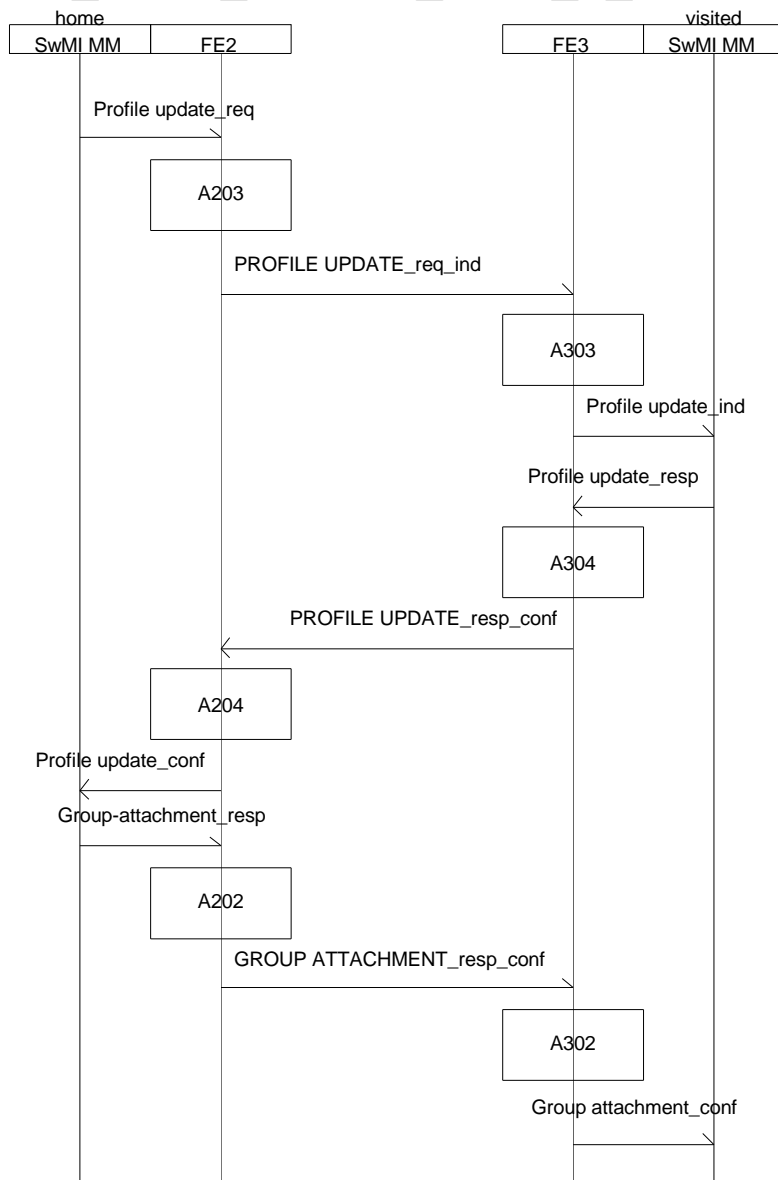 home
visited
SwMI MM
FE2
FE3
SwMI MM
Profile update_req
A203
PROFILE UPDATE_req_ind
A303
Profile update_ind
Profile update_resp
A304
PROFILE UPDATE_resp_conf
A204
Profile update_conf
Group-attachment_resp
A202
GROUP ATTACHMENT_resp_conf
A302
Group attachment_conf